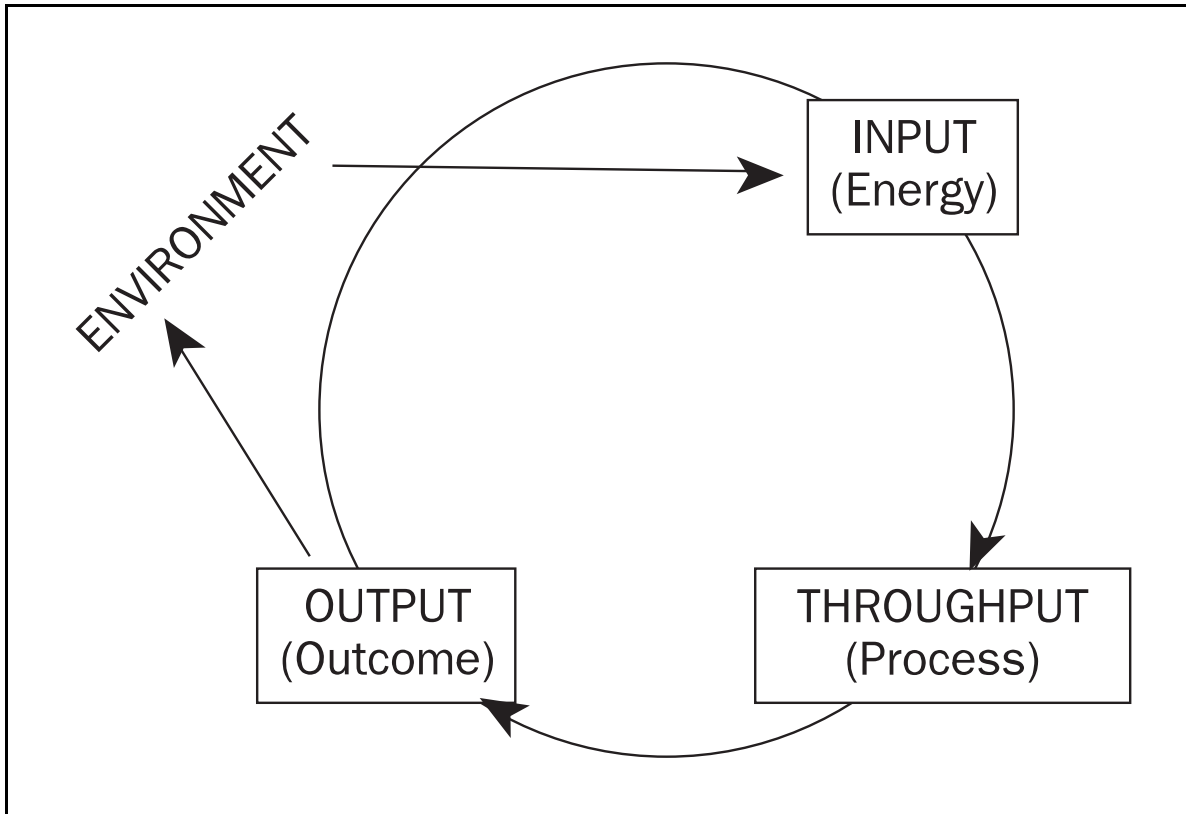 ENVIRONMENT
INPUT
(Energy)
OUTPUT
(Outcome)
THROUGHPUT
(Process)